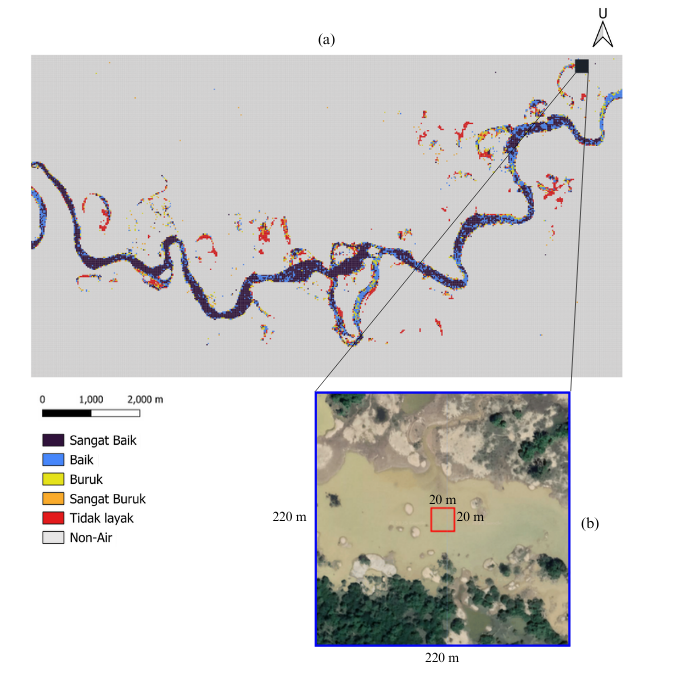 U
(a)
0 1,000 2,000 m
Sangat Baik
Baik
Buruk
Sangat Buruk
Tidak layak
Non-Air
20 m
20 m
220 m
(b)
220 m